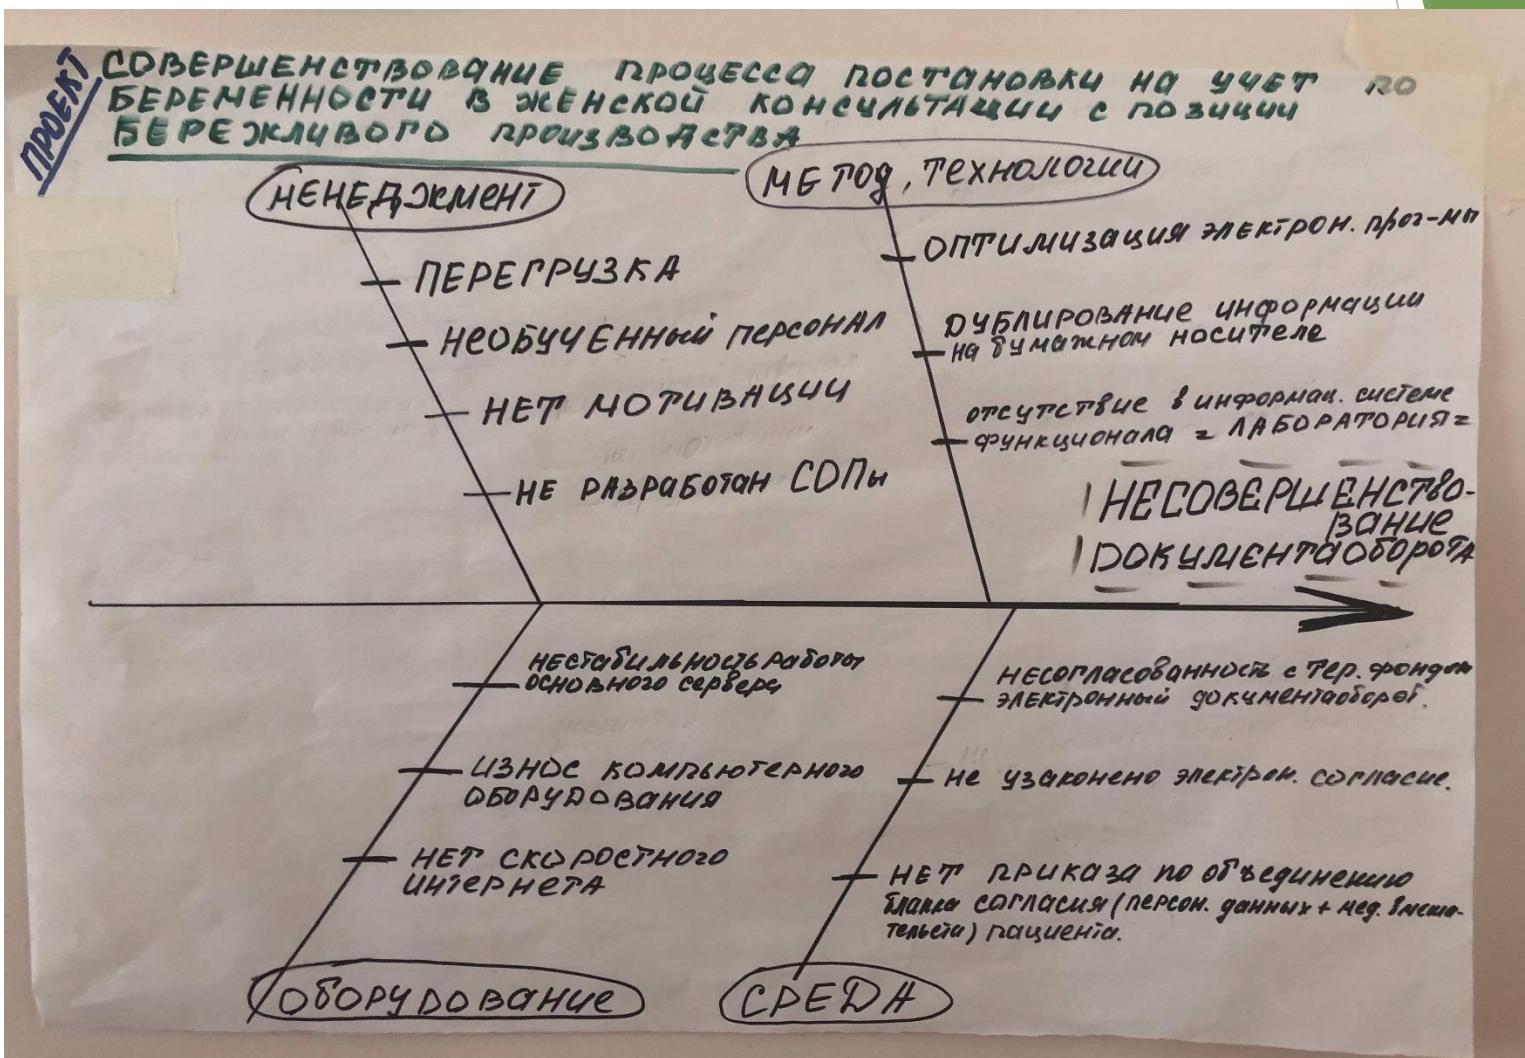 ПРОЕКТ
СОВЕРШЕНСТВОВАНИЕ ПРОЦЕССА ПОСТАНОВКИ НА УЧЕТ ПО
БЕРЕМЕННОСТИ В ЖЕНСКОЙ КОНСУЛЬТАЦИИ С ПОЗИЦИИ
БЕРЕЖЛИВОГО ПРОИЗВОДСТВА
МЕНЕДЖМЕНТ
ПЕРЕГРУЗКА
НЕОБУЧЕННЫЙ ПЕРСОНАЛ
НЕТ МОТИВАЦИИ
НЕ РАЗРАБОТАН СОПы
МЕТОД, ТЕХНОЛОГИИ
ОПТИМИЗАЦИЯ ЭЛЕКТРОН. прог-мы
ДУБЛИРОВАНИЕ ИНФОРМАЦИИ
НА БУМАЖНОМ НОСИТЕЛЕ
ОТСУТСТВИЕ В ИНФОРМАЦ. СИСТЕМЕ
ФУНКЦИОНАЛА = ЛАБОРАТОРИЯ =
НЕСОВЕРШЕНСТВО-
ВАНИЕ
ДОКУМЕНТАОБОРОТА
НЕСТАБИЛЬНОСТЬ РАБОТЫ
ОСНОВНОГО СЕРВЕРА
ИЗНОС КОМПЬЮТЕРНОГО
ОБОРУДОВАНИЯ
НЕТ СКОРОСТНОГО
ИНТЕРНЕТА
ОБОРУДОВАНИЕ
НЕСОГЛАСОВАННОСТЬ С ТЕР. ФОНДОМ
ЭЛЕКТРОННЫЙ ДОКУМЕНТАОБОРОТ.
НЕ УЗАКОНЕНО ЭЛЕКТРОН. СОГЛАСИЕ.
НЕТ ПРИКАЗА ПО ОБЪЕДИНЕНИЮ
БЛАНКА СОГЛАСИЯ (ПЕРСОН. ДАННЫХ + МЕД. ВМЕША-
ТЕЛЬСТВА) ПАЦИЕНТА.
СРЕДА